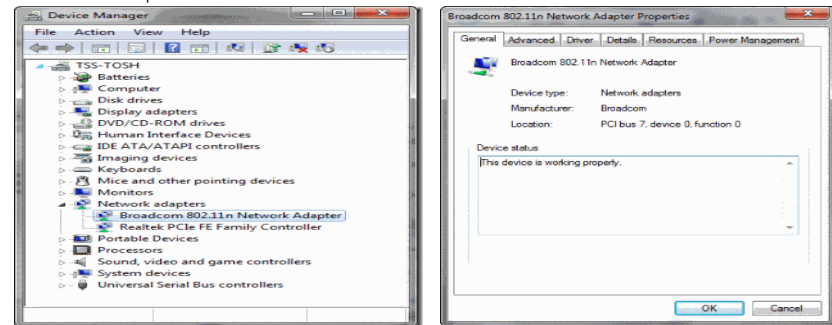 Device Manager
File Action View Help
TSS-TOSH
Batteries
Computer
Disk drives
Display adapters
DVD/CD-ROM drives
Human Interface Devices
IDE ATA/ATAPI controllers
Imaging devices
Keyboards
Mice and other pointing devices
Monitors
Network adapters
Broadcom 802.11n Network Adapter
Realtek PCIe FE Family Controller
Portable Devices
Processors
Sound, video and game controllers
System devices
Universal Serial Bus controllers
Broadcom 802.11n Network Adapter Properties
General Advanced Driver Details Resources Power Management
Broadcom 802.11n Network Adapter
Device type: Network adapters
Manufacturer: Broadcom
Location: PCI bus 7, device 0, function 0
Device status
This device is working properly.
OK Cancel